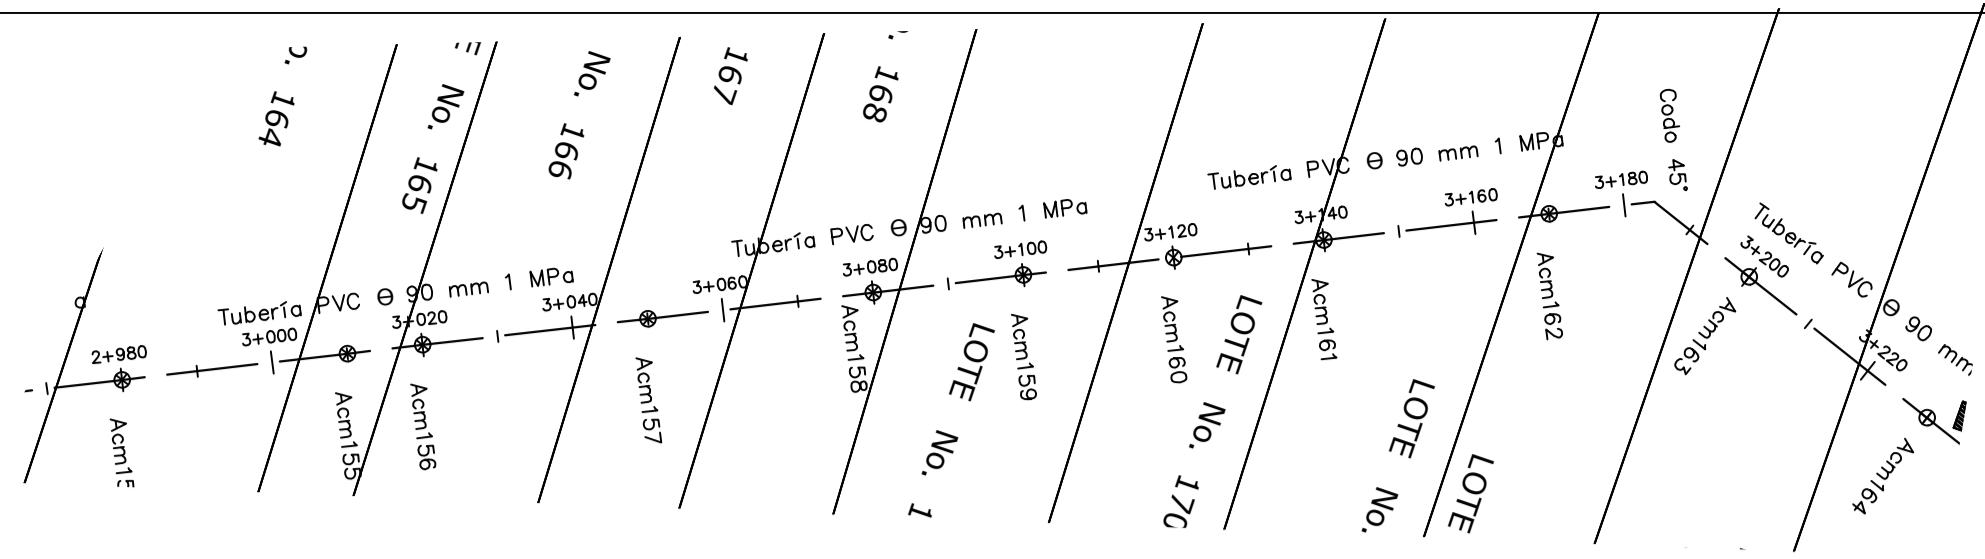 164
No. 165
No. 166
167
168
Codo 45°
Tubería PVC Ө 90 mm 1 MPa
Tubería PVC Ө 90 mm 1 MPa
Tubería PVC Ө 90 mm 1 MPa
Tubería PVC Ө 90 mm
2+980
3+000
3+020
3+040
3+060
3+080
3+100
3+120
3+140
3+160
3+180
3+200
3+220
Acm155
Acm156
Acm157
Acm158
Acm159
Acm160
Acm161
Acm162
Acm163
Acm164
LOTE No. 1
LOTE No. 170
LOTE No.
LOTE